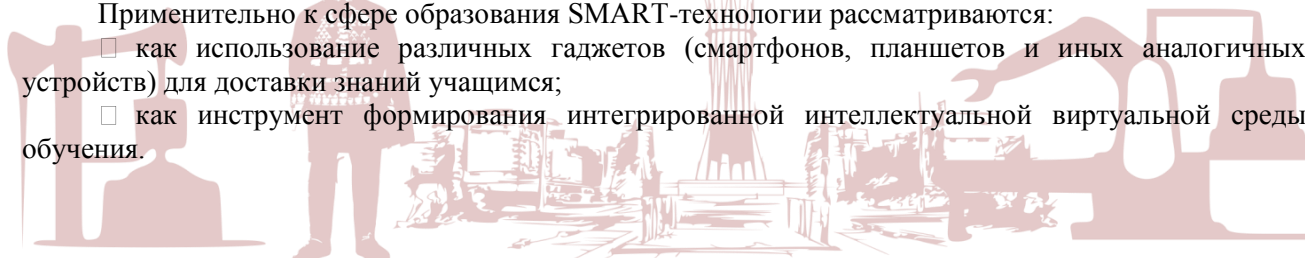 Применительно к сфере образования SMART-технологии рассматриваются:
□ как использование различных гаджетов (смартфонов, планшетов и иных аналогичных
устройств) для доставки знаний учащимся;
□ как инструмент формирования интегрированной интеллектуальной виртуальной среды
обучения.